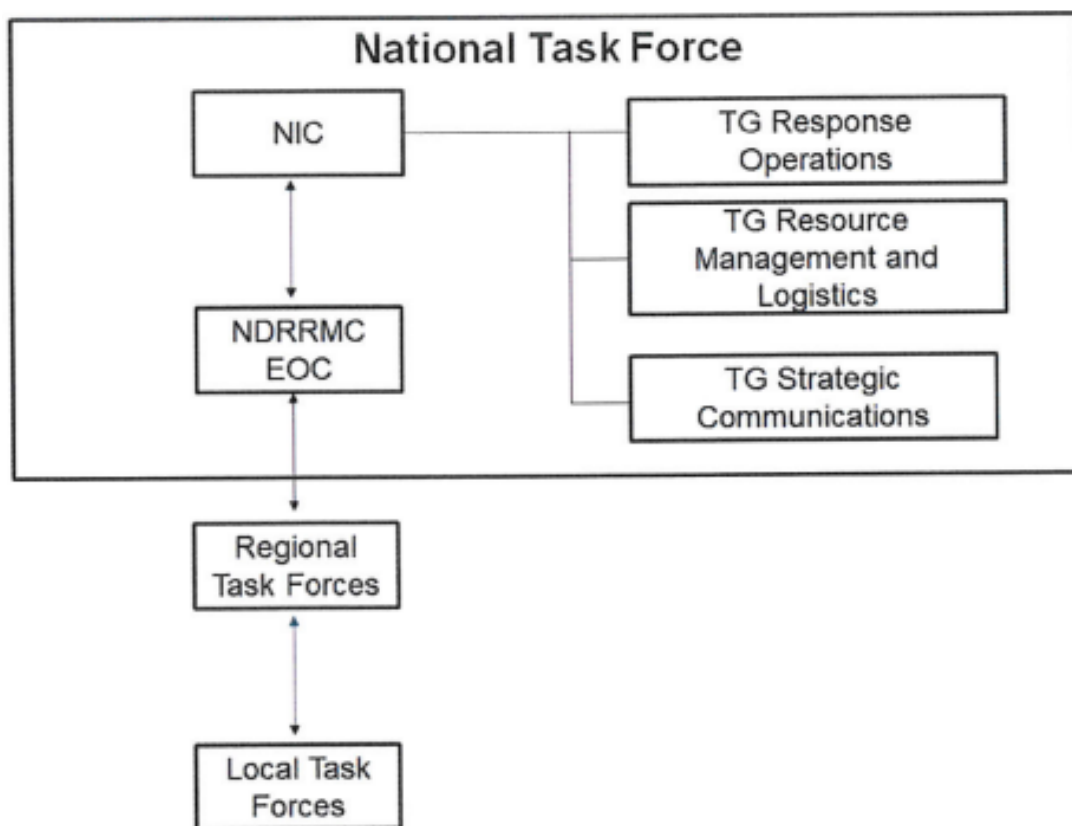 National Task Force
NIC
TG Response
Operations
TG Resource
Management and
Logistics
NDRRMC
EOC
TG Strategic
Communications
Regional
Task Forces
Local Task
Forces